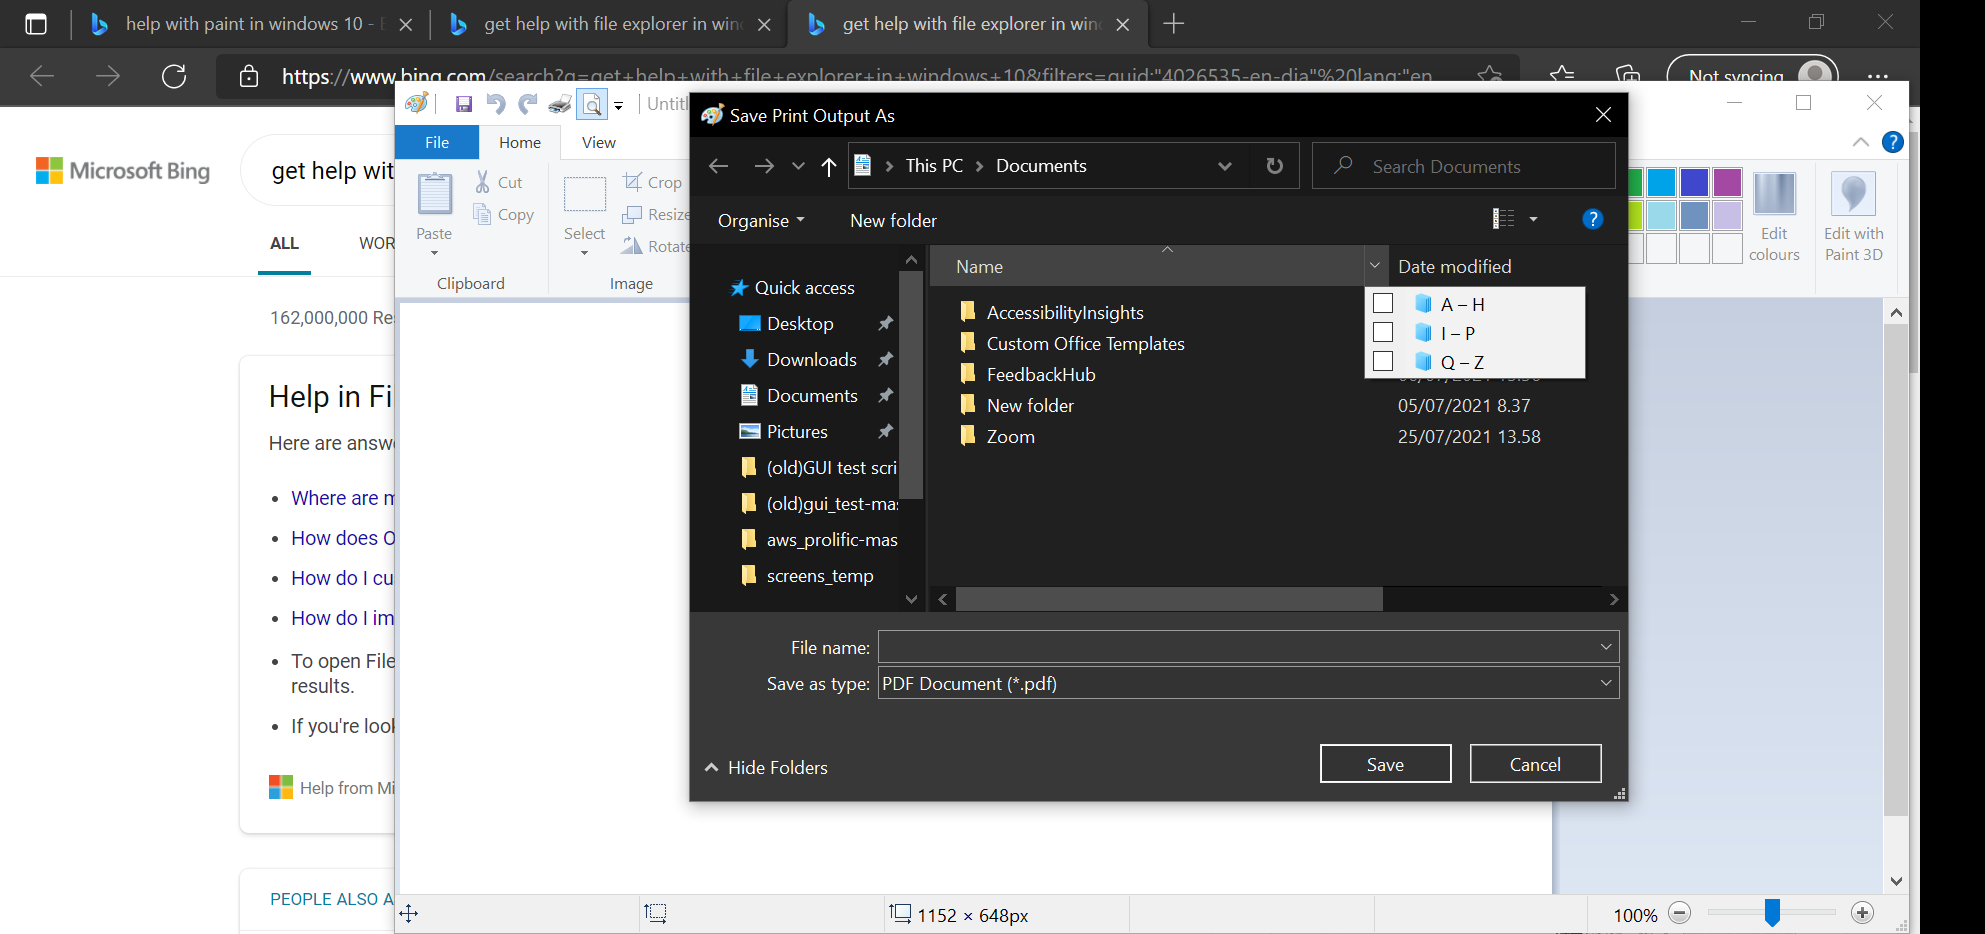 help with paint in windows 10 -
get help with file explorer in win
get help with file explorer in win
https://www.bing.com/search?q=get+help+with+file+explorer+in+windows+10&filters=guid:"4026535-en-dia"%20lang:"en
Not syncing
Microsoft Bing
get help wit
ALL
WOR
162,000,000 Res
Help in Fi
Here are answ
Where are m
How does O
How do I cu
How do I im
To open File
results.
If you're look
Help from Mi
PEOPLE ALSO A
Untitl
File
Home
View
Paste
Cut
Copy
Clipboard
Select
Crop
Resize
Rotate
Image
Edit
colours
Edit with
Paint 3D
1152 × 648px
100%
Save Print Output As
This PC
Documents
Search Documents
Organise
New folder
Quick access
Desktop
Downloads
Documents
Pictures
(old)GUI test scri
(old)gui_test-mas
aws_prolific-mas
screens_temp
Name
Date modified
AccessibilityInsights
Custom Office Templates
FeedbackHub
New folder
05/07/2021 8.37
Zoom
25/07/2021 13.58
A – H
I – P
Q – Z
File name:
Save as type:
PDF Document (*.pdf)
Hide Folders
Save
Cancel